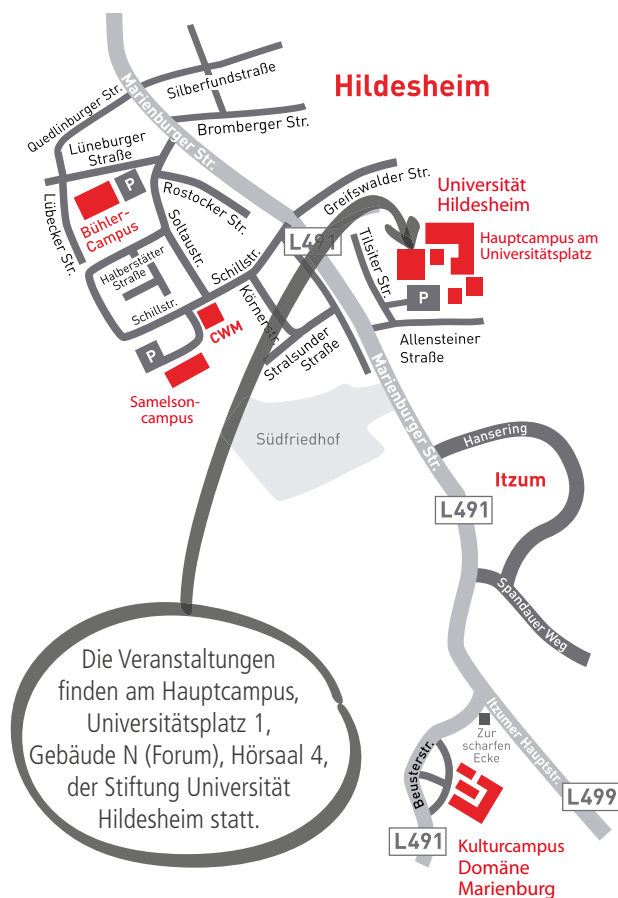 Hildesheim
Silberfundstraße
Quedlinburger Str.
Marienburger Str.
Bromberger Str.
Lüneburger
Straße
P
Rostocker Str.
Greifswalder Str.
Universität
Hildesheim
Lübecker Str.
Bühler-
Campus
Soltaustr.
Hauptcampus am
Universitätsplatz
L491
Tilsiter Str.
Halberstätter
Straße
Schillstr.
P
Schillstr.
Körnerstr.
CWM
Allensteiner
Straße
P
Stralsunder
Straße
Marienburger Str.
Samelson-
campus
Südfriedhof
Hansering
Itzum
L491
Spandauer Weg
Die Veranstaltungen
finden am Hauptcampus,
Universitätsplatz 1,
Gebäude N (Forum), Hörsaal 4,
der Stiftung Universität
Hildesheim statt.
Itzumer Hauptstr.
Zur
scharfen
Ecke
Beusterstr.
L499
L491
Kulturcampus
Domäne
Marienburg